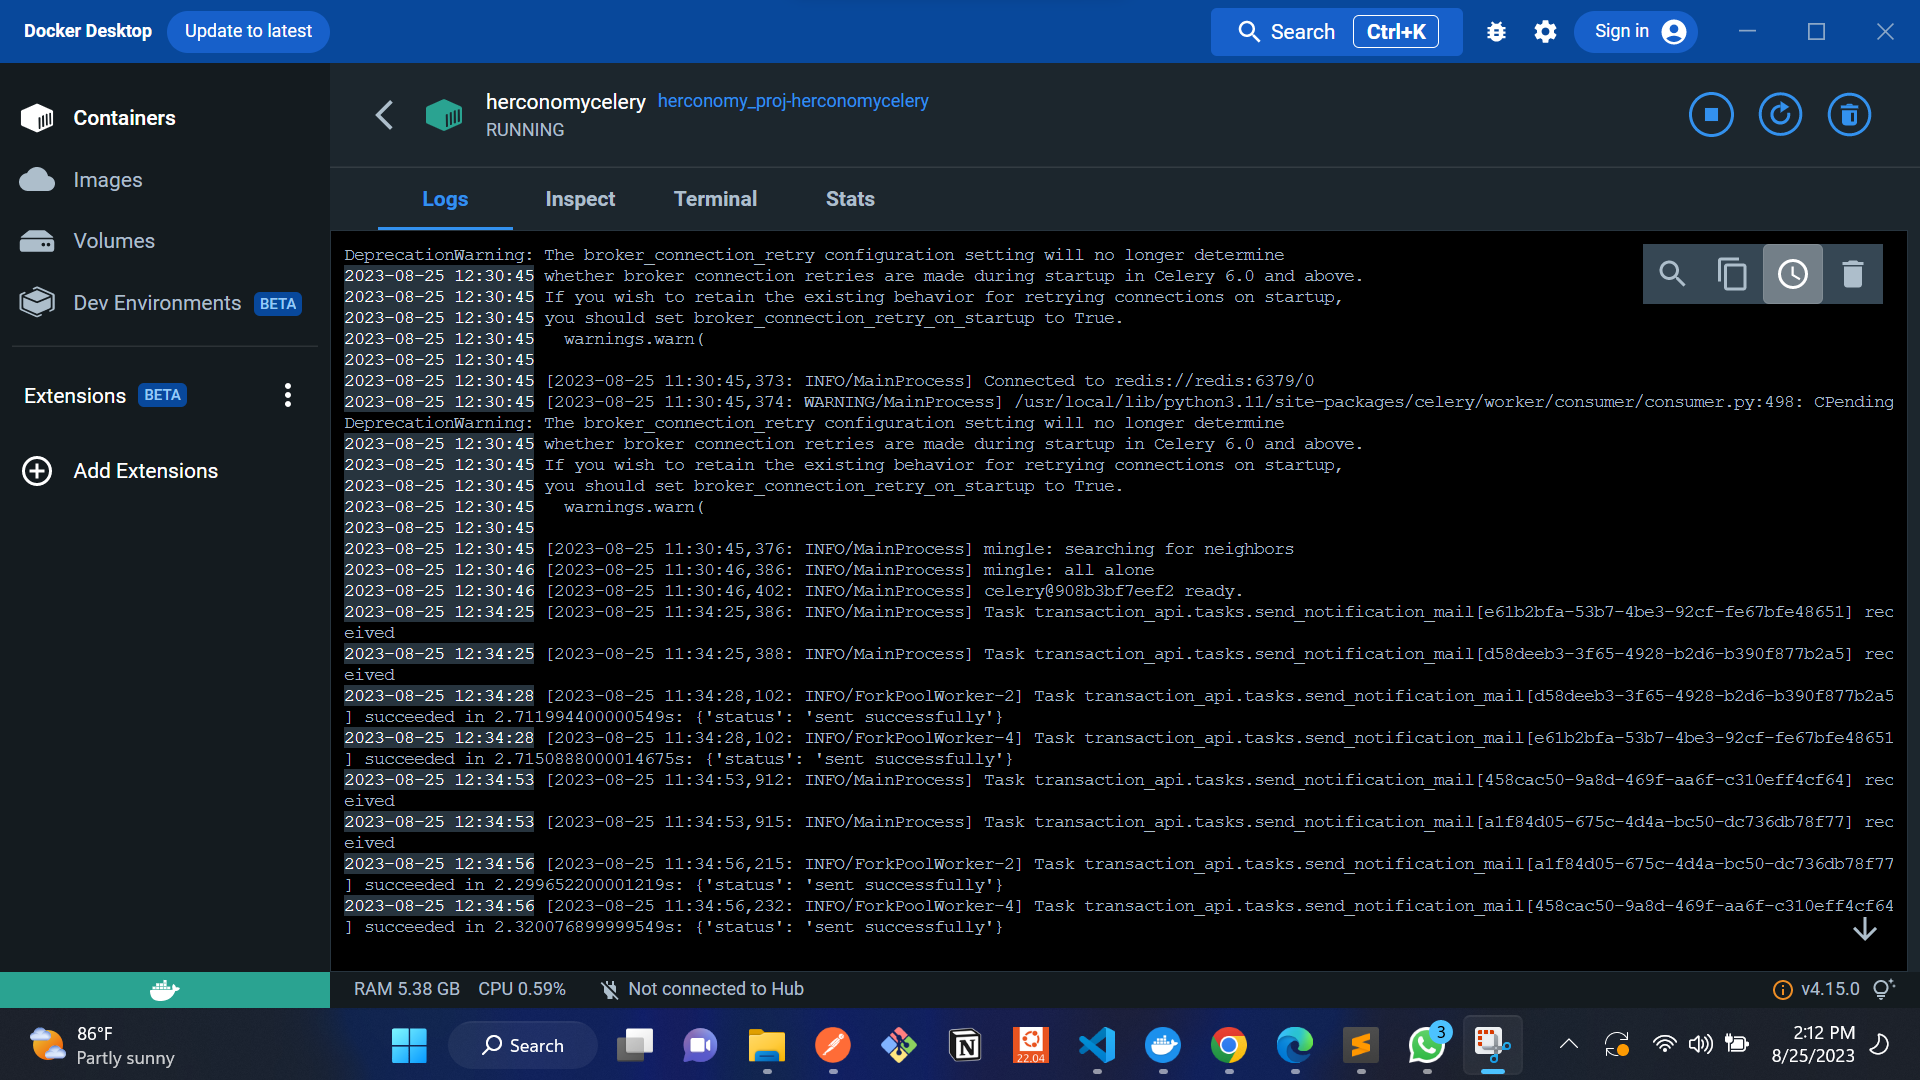 Docker Desktop Update to latest Search Ctrl+K Sign in
Containers
Images
Volumes
Dev Environments BETA
Extensions BETA
Add Extensions
herconomycelery herconomy_proj-herconomycelery
RUNNING
Logs Inspect Terminal Stats
DeprecationWarning: The broker_connection_retry configuration setting will no longer determine
2023-08-25 12:30:45 whether broker connection retries are made during startup in Celery 6.0 and above.
2023-08-25 12:30:45 If you wish to retain the existing behavior for retrying connections on startup,
2023-08-25 12:30:45 you should set broker_connection_retry_on_startup to True.
2023-08-25 12:30:45   warnings.warn(
2023-08-25 12:30:45
2023-08-25 12:30:45 [2023-08-25 11:30:45,373: INFO/MainProcess] Connected to redis://redis:6379/0
2023-08-25 12:30:45 [2023-08-25 11:30:45,374: WARNING/MainProcess] /usr/local/lib/python3.11/site-packages/celery/worker/consumer/consumer.py:498: CPending
DeprecationWarning: The broker_connection_retry configuration setting will no longer determine
2023-08-25 12:30:45 whether broker connection retries are made during startup in Celery 6.0 and above.
2023-08-25 12:30:45 If you wish to retain the existing behavior for retrying connections on startup,
2023-08-25 12:30:45 you should set broker_connection_retry_on_startup to True.
2023-08-25 12:30:45   warnings.warn(
2023-08-25 12:30:45
2023-08-25 12:30:45 [2023-08-25 11:30:45,376: INFO/MainProcess] mingle: searching for neighbors
2023-08-25 12:30:46 [2023-08-25 11:30:46,386: INFO/MainProcess] mingle: all alone
2023-08-25 12:30:46 [2023-08-25 11:30:46,402: INFO/MainProcess] celery@908b3bf7eef2 ready.
2023-08-25 12:34:25 [2023-08-25 11:34:25,386: INFO/MainProcess] Task transaction_api.tasks.send_notification_mail[e61b2bfa-53b7-4be3-92cf-fe67bfe48651] rec
eived
2023-08-25 12:34:25 [2023-08-25 11:34:25,388: INFO/MainProcess] Task transaction_api.tasks.send_notification_mail[d58deeb3-3f65-4928-b2d6-b390f877b2a5] rec
eived
2023-08-25 12:34:28 [2023-08-25 11:34:28,102: INFO/ForkPoolWorker-2] Task transaction_api.tasks.send_notification_mail[d58deeb3-3f65-4928-b2d6-b390f877b2a5
] succeeded in 2.711994400000549s: {'status': 'sent successfully'}
2023-08-25 12:34:28 [2023-08-25 11:34:28,102: INFO/ForkPoolWorker-4] Task transaction_api.tasks.send_notification_mail[e61b2bfa-53b7-4be3-92cf-fe67bfe48651
] succeeded in 2.7150888000014675s: {'status': 'sent successfully'}
2023-08-25 12:34:53 [2023-08-25 11:34:53,912: INFO/MainProcess] Task transaction_api.tasks.send_notification_mail[458cac50-9a8d-469f-aa6f-c310eff4cf64] rec
eived
2023-08-25 12:34:53 [2023-08-25 11:34:53,915: INFO/MainProcess] Task transaction_api.tasks.send_notification_mail[a1f84d05-675c-4d4a-bc50-dc736db78f77] rec
eived
2023-08-25 12:34:56 [2023-08-25 11:34:56,215: INFO/ForkPoolWorker-2] Task transaction_api.tasks.send_notification_mail[a1f84d05-675c-4d4a-bc50-dc736db78f77
] succeeded in 2.299652200001219s: {'status': 'sent successfully'}
2023-08-25 12:34:56 [2023-08-25 11:34:56,232: INFO/ForkPoolWorker-4] Task transaction_api.tasks.send_notification_mail[458cac50-9a8d-469f-aa6f-c310eff4cf64
] succeeded in 2.320076899999549s: {'status': 'sent successfully'}
RAM 5.38 GB CPU 0.59% Not connected to Hub v4.15.0
86°F
Partly sunny
Search
N
22.04
3
2:12 PM
8/25/2023